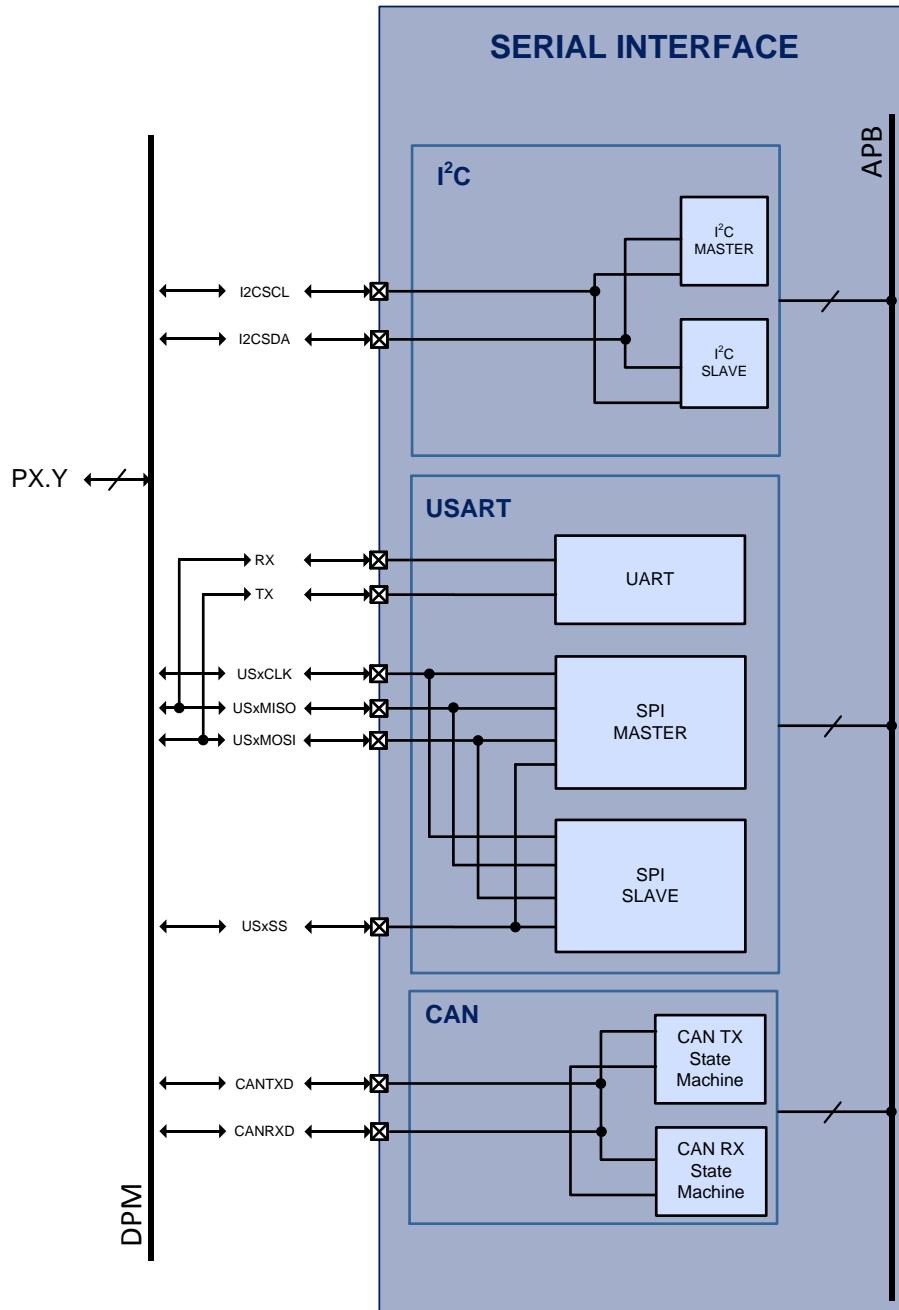 SERIAL INTERFACE
APB
I²C
I²C
MASTER
I2CSCL
I2CSDA
I²C
SLAVE
PX.Y
USART
RX
TX
UART
USxCLK
USxMISO
USxMOSI
SPI
MASTER
SPI
SLAVE
USxSS
CAN
CAN TX
State
Machine
CANTXD
CANRXD
CAN RX
State
Machine
DPM